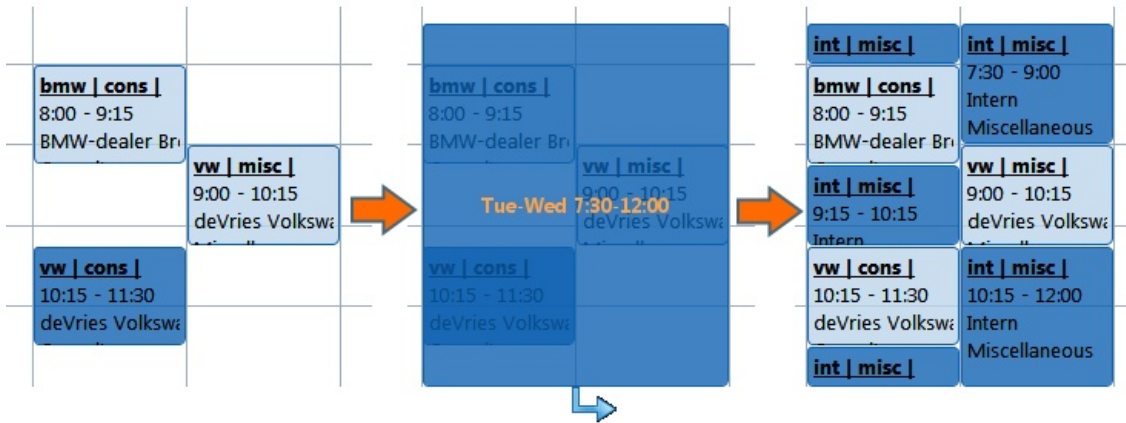 bmw | cons |
8:00 - 9:15
BMW-dealer Br
vw | misc |
9:00 - 10:15
deVries Volkswa
vw | cons |
10:15 - 11:30
deVries Volkswa
bmw | cons |
8:00 - 9:15
BMW-dealer Br
vw | misc |
9:00 - 10:15
deVries Volkswa
Tue-Wed 7:30-12:00
vw | cons |
10:15 - 11:30
deVries Volkswa
int | misc |
bmw | cons |
8:00 - 9:15
BMW-dealer Br
int | misc |
9:15 - 10:15
Intern
vw | cons |
10:15 - 11:30
deVries Volkswa
int | misc |
int | misc |
7:30 - 9:00
Intern
Miscellaneous
vw | misc |
9:00 - 10:15
deVries Volkswa
int | misc |
10:15 - 12:00
Intern
Miscellaneous